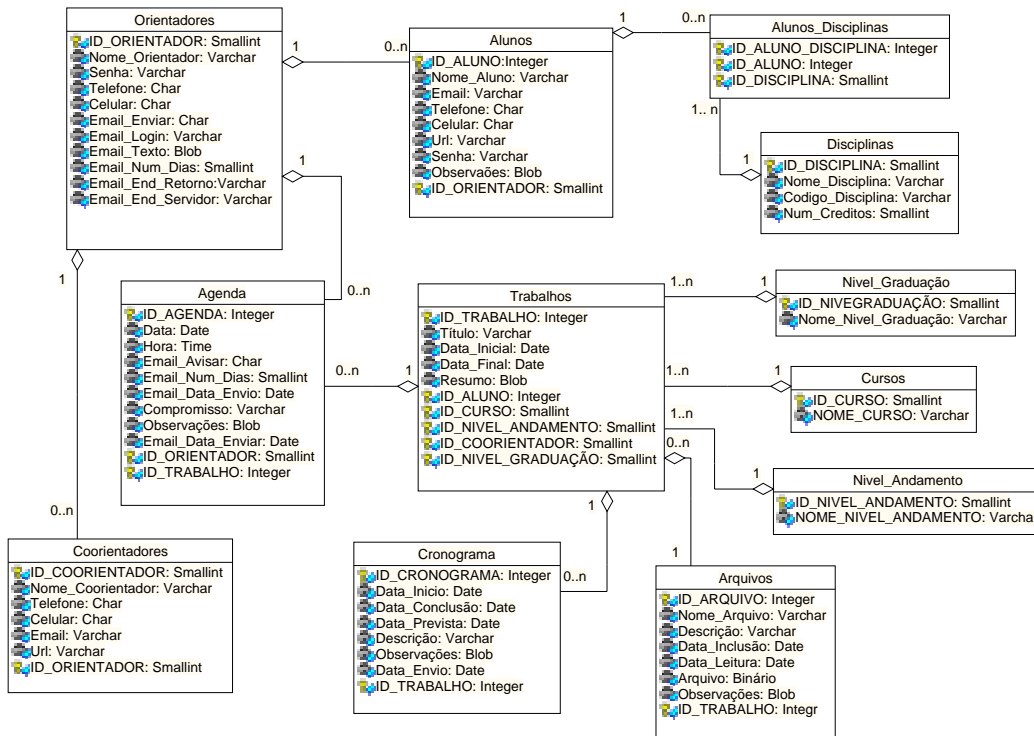 Orientadores
ID_ORIENTADOR: Smallint
Nome_Orientador: Varchar
Senha: Varchar
Telefone: Char
Celular: Char
Email_Enviar: Char
Email_Login: Varchar
Email_Texto: Blob
Email_Num_Dias: Smallint
Email_End_Retorno:Varchar
Email_End_Servidor: Varchar
1
0..n
Alunos
ID_ALUNO:Integer
Nome_Aluno: Varchar
Email: Varchar
Telefone: Char
Celular: Char
Url: Varchar
Senha: Varchar
Observaões: Blob
ID_ORIENTADOR: Smallint
1
0..n
Alunos_Disciplinas
ID_ALUNO_DISCIPLINA: Integer
ID_ALUNO: Integer
ID_DISCIPLINA: Smallint
1.. n
1
Disciplinas
ID_DISCIPLINA: Smallint
Nome_Disciplina: Varchar
Codigo_Disciplina: Varchar
Num_Creditos: Smallint
1
0..n
1
0..n
Agenda
ID_AGENDA: Integer
Data: Date
Hora: Time
Email_Avisar: Char
Email_Num_Dias: Smallint
Email_Data_Envio: Date
Compromisso: Varchar
Observações: Blob
Email_Data_Enviar: Date
ID_ORIENTADOR: Smallint
ID_TRABALHO: Integer
0..n
1
Trabalhos
ID_TRABALHO: Integer
Título: Varchar
Data_Inicial: Date
Data_Final: Date
Resumo: Blob
ID_ALUNO: Integer
ID_CURSO: Smallint
ID_NIVEL_ANDAMENTO: Smallint
ID_COORIENTADOR: Smallint
ID_NIVEL_GRADUAÇÃO: Smallint
1..n
1
Nivel_Graduação
ID_NIVEGRADUAÇÃO: Smallint
Nome_Nivel_Graduação: Varchar
1..n
1
Cursos
ID_CURSO: Smallint
NOME_CURSO: Varchar
1..n
1
Nivel_Andamento
ID_NIVEL_ANDAMENTO: Smallint
NOME_NIVEL_ANDAMENTO: Varcha
0..n
1
Coorientadores
ID_COORIENTADOR: Smallint
Nome_Coorientador: Varchar
Telefone: Char
Celular: Char
Email: Varchar
Url: Varchar
ID_ORIENTADOR: Smallint
1
0..n
Cronograma
ID_CRONOGRAMA: Integer
Data_Inicio: Date
Data_Conclusão: Date
Data_Prevista: Date
Descrição: Varchar
Observações: Blob
Data_Envio: Date
ID_TRABALHO: Integer
Arquivos
ID_ARQUIVO: Integer
Nome_Arquivo: Varchar
Descrição: Varchar
Data_Inclusão: Date
Data_Leitura: Date
Arquivo: Binário
Observações: Blob
ID_TRABALHO: Integr